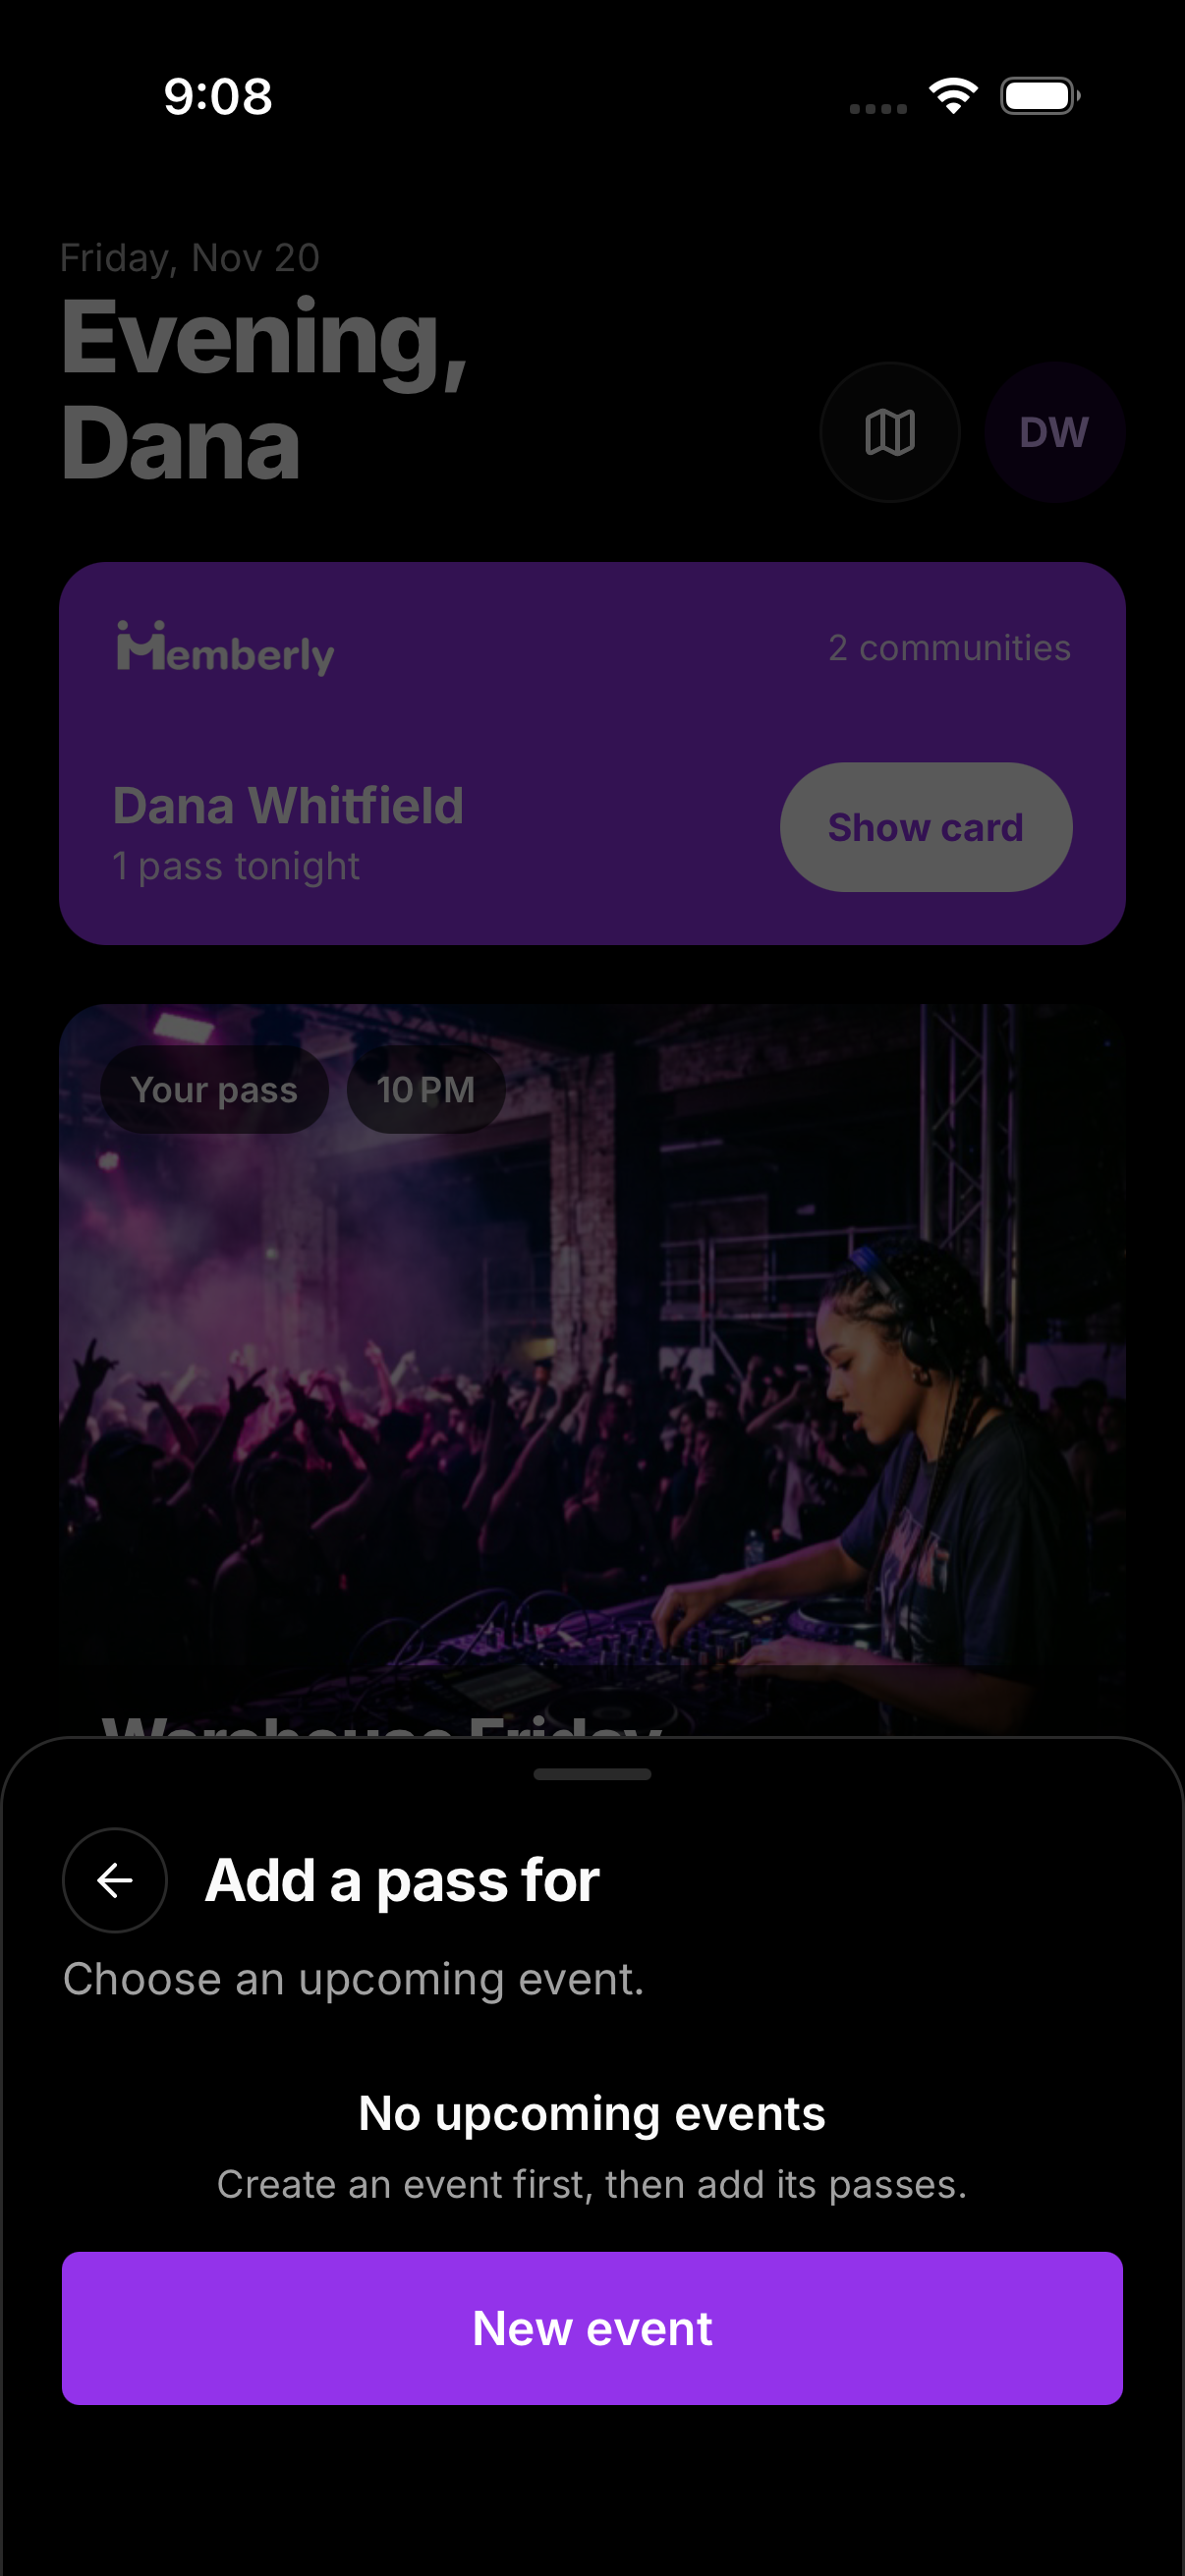 9:08
Friday, Nov 20
Evening,
Dana
DW
Memberly
2 communities
Dana Whitfield
1 pass tonight
Show card
Your pass
10 PM
Warehouse Friday
Add a pass for
Choose an upcoming event.
No upcoming events
Create an event first, then add its passes.
New event